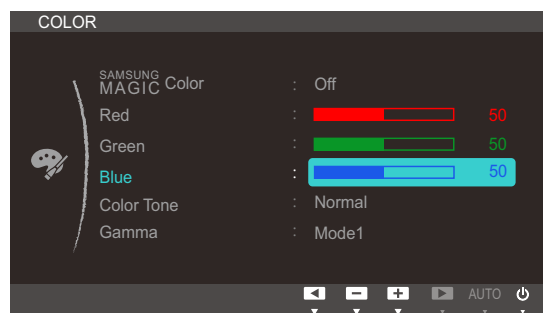 COLOR
SAMSUNG MAGIC Color : Off
Red : 50
Green : 50
Blue : 50
Color Tone : Normal
Gamma : Mode1
AUTO